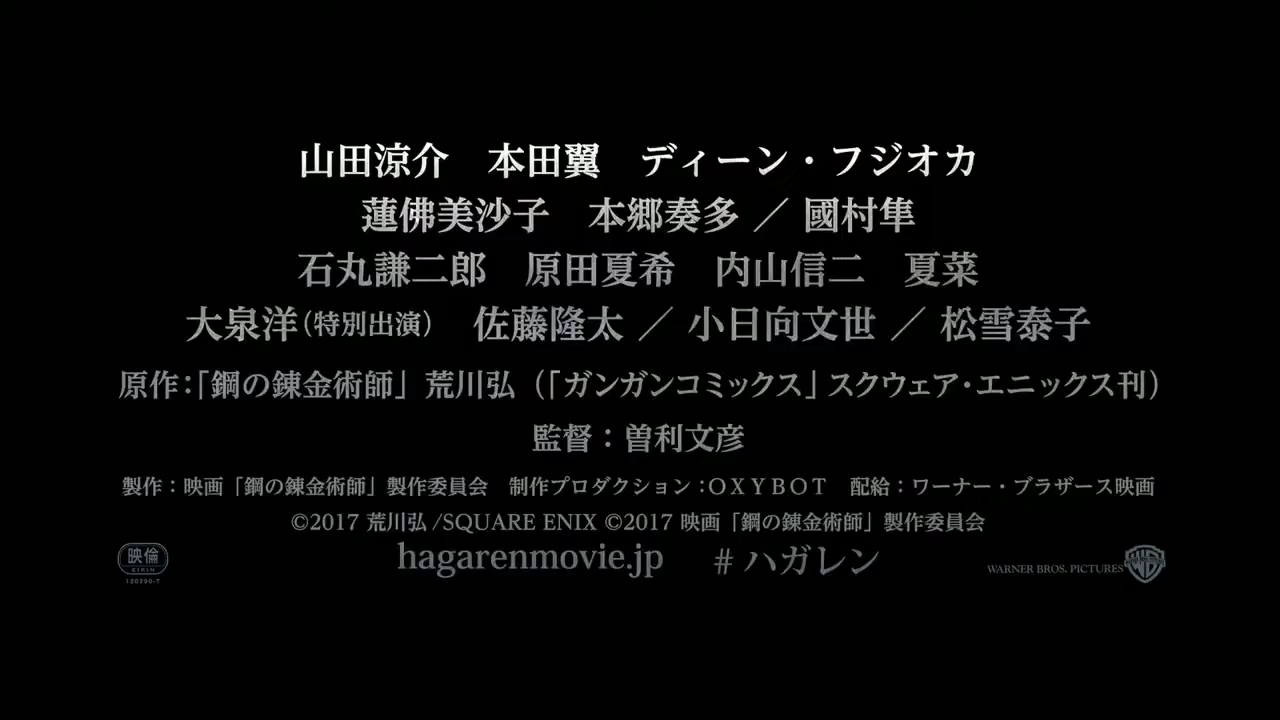 山田涼介　本田翼　ディーン・フジオカ
蓮佛美沙子　本郷奏多 ／ 國村隼
石丸謙二郎　原田夏希　内山信二　夏菜
大泉洋（特別出演）　佐藤隆太 ／ 小日向文世 ／ 松雪泰子
原作：「鋼の錬金術師」荒川弘（「ガンガンコミックス」スクウェア・エニックス刊）
監督：曽利文彦
製作：映画「鋼の錬金術師」製作委員会　制作プロダクション：OXYBOT　配給：ワーナー・ブラザース映画
©2017 荒川弘 /SQUARE ENIX ©2017 映画「鋼の錬金術師」製作委員会
映倫
EIRIN
120290-T
hagarenmovie.jp　#ハガレン
WARNER BROS. PICTURES
WB